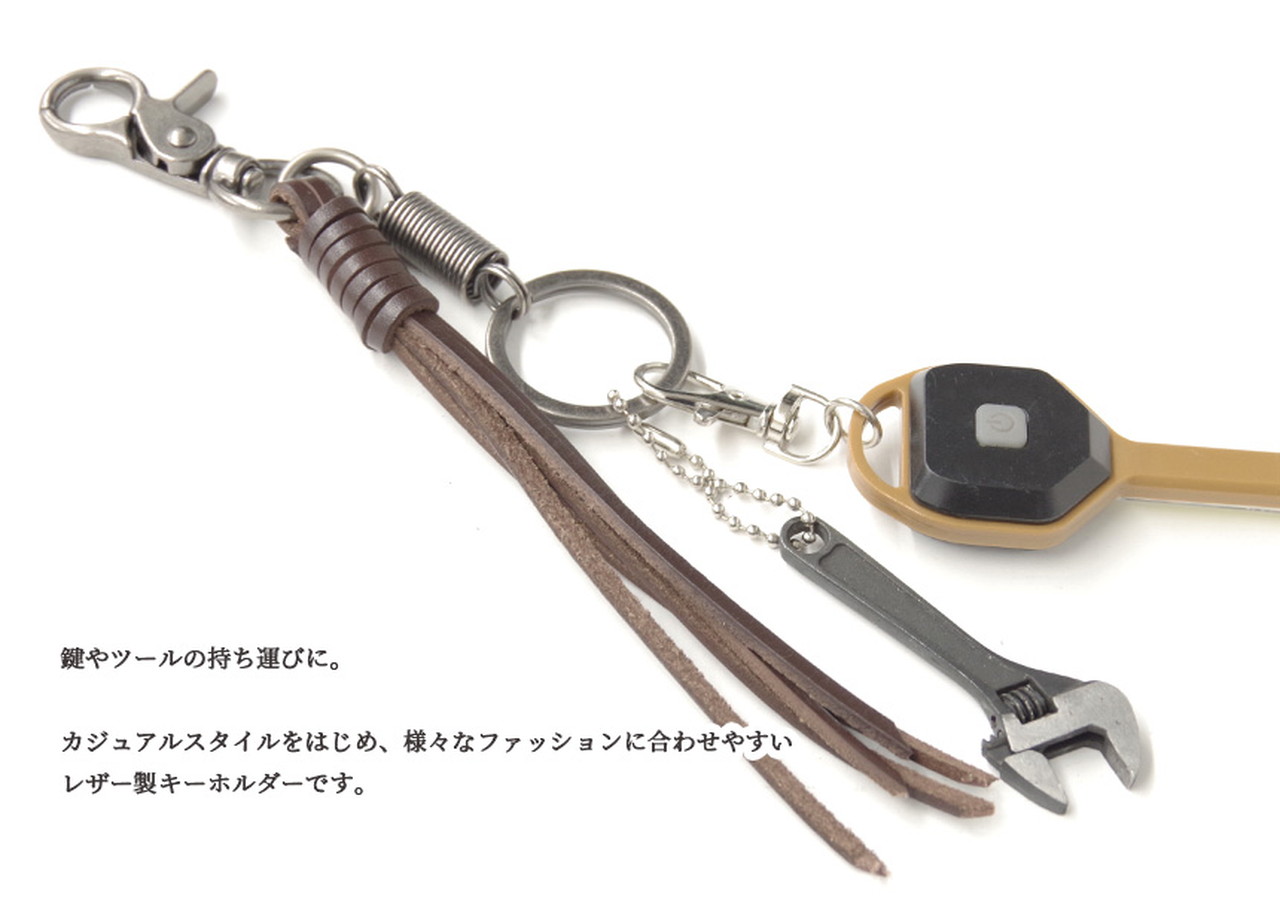 鍵やツールの持ち運びに。
カジュアルスタイルをはじめ、様々なファッションに合わせやすい
レザー製キーホルダーです。